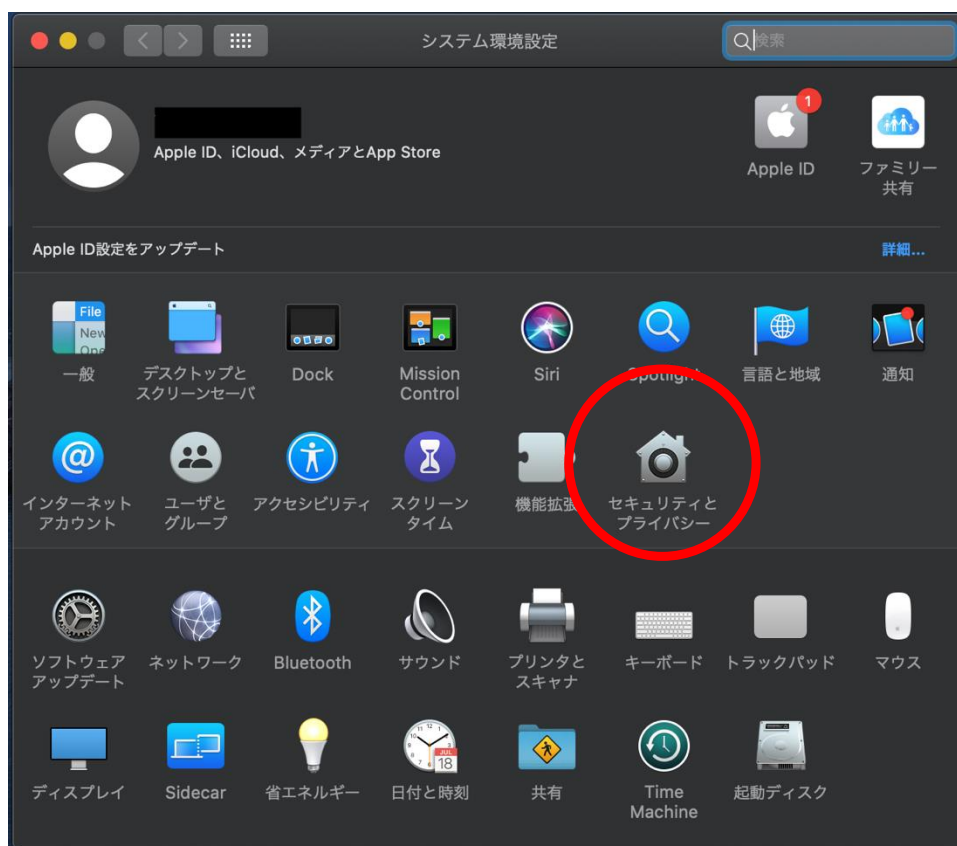 システム環境設定
検索
Apple ID、iCloud、メディアとApp Store
1
Apple ID
ファミリー
共有
Apple ID設定をアップデート
詳細...
File
New
一般
デスクトップと
スクリーンセーバ
Dock
Mission
Control
Siri
Spotlight
言語と地域
通知
インターネット
アカウント
ユーザと
グループ
アクセシビリティ
スクリーン
タイム
機能拡張
セキュリティと
プライバシー
ソフトウェア
アップデート
ネットワーク
Bluetooth
サウンド
プリンタと
スキャナ
キーボード
トラックパッド
マウス
ディスプレイ
Sidecar
省エネルギー
JUL
18
日付と時刻
共有
Time
Machine
起動ディスク